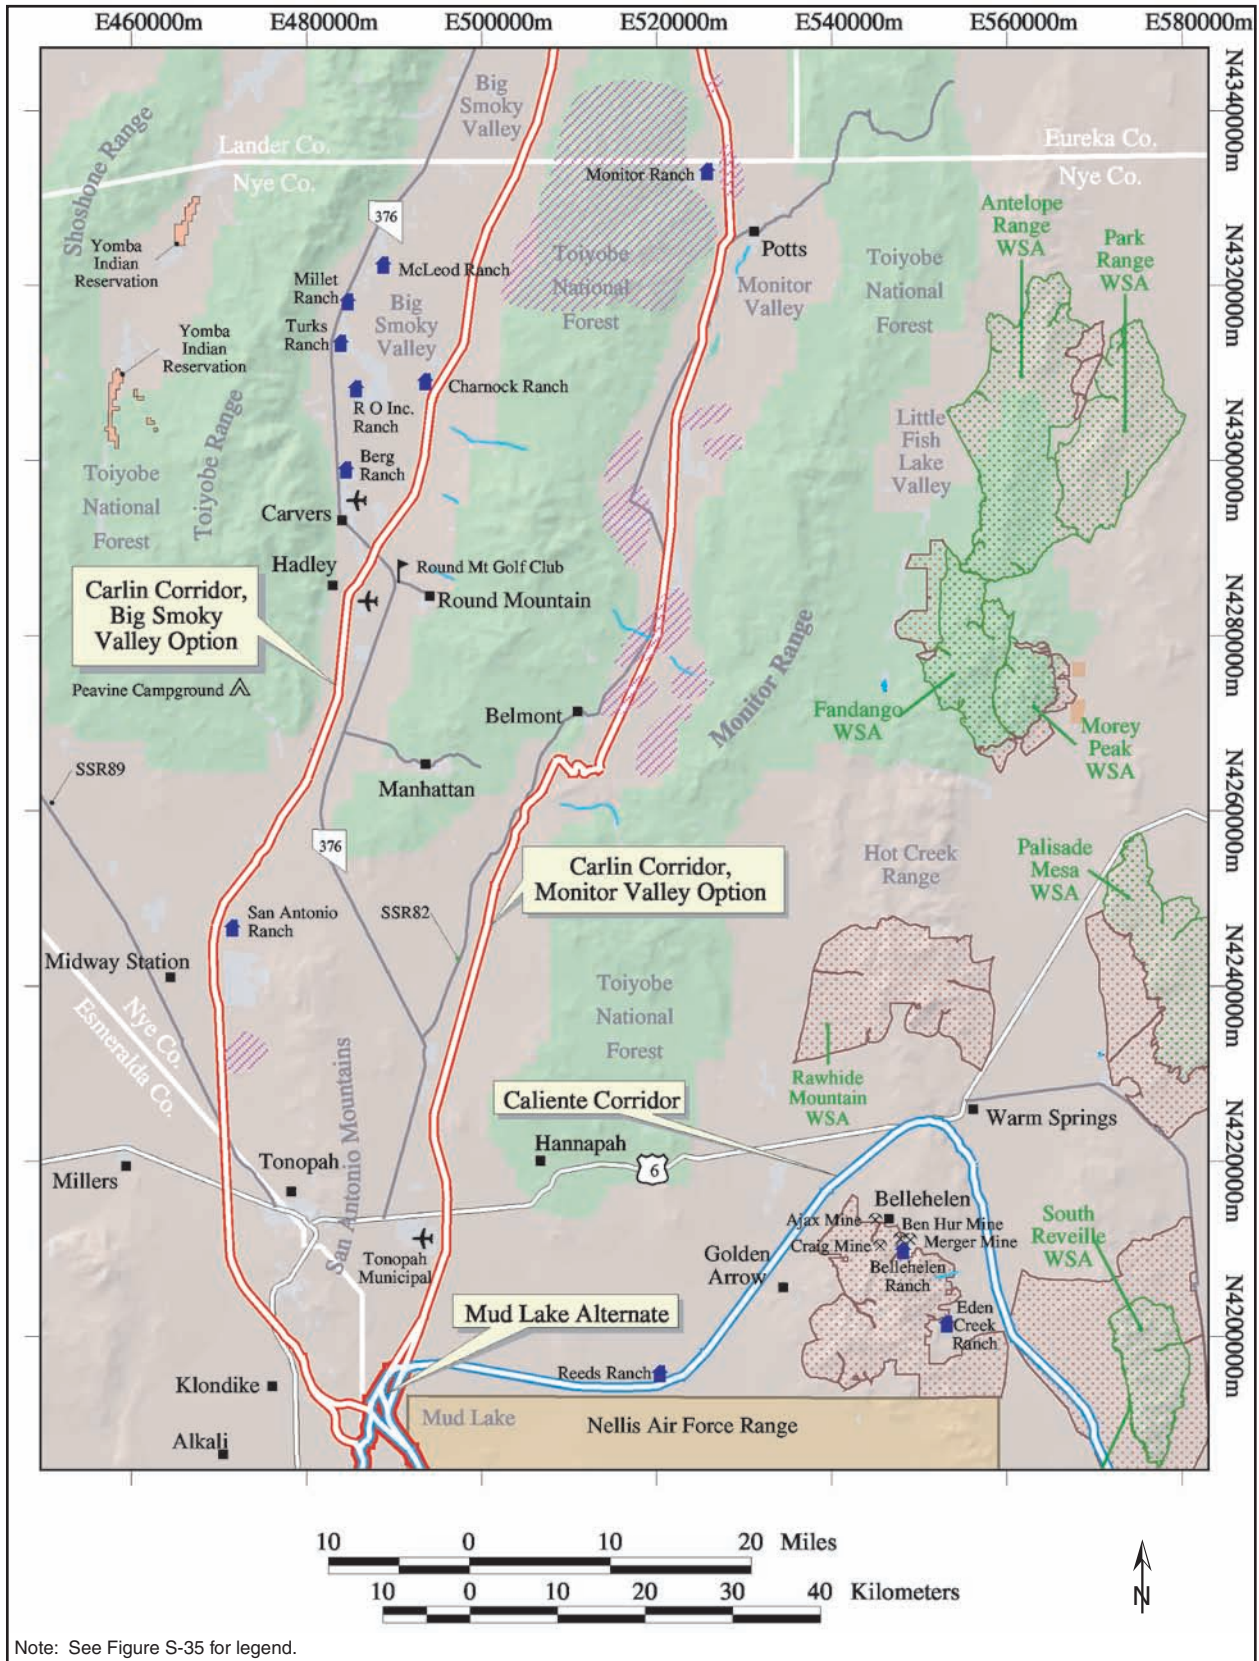 E460000m E480000m E500000m E520000m E540000m E560000m E580000m
N4340000m
N4320000m
N4300000m
N4280000m
N4260000m
N4240000m
N4220000m
N4200000m
Big
Smoky
Valley
Shoshone Range
Lander Co.
Nye Co.
Eureka Co.
Nye Co.
Monitor Ranch
376
Yomba
Indian
Reservation
McLeod Ranch
Millet
Ranch
Big
Smoky
Valley
Turks
Ranch
Yomba
Indian
Reservation
R O Inc.
Ranch
Charnock Ranch
Toiyobe
National
Forest
Potts
Monitor
Valley
Toiyobe
National
Forest
Antelope
Range
WSA
Park
Range
WSA
Toiyobe Range
Toiyobe
National
Forest
Berg
Ranch
Carvers
Hadley
Round Mt Golf Club
Round Mountain
Little
Fish
Lake
Valley
Carlin Corridor,
Big Smoky
Valley Option
Peavine Campground
Belmont
Monitor Range
Fandango
WSA
Morey
Peak
WSA
SSR89
Manhattan
376
Carlin Corridor,
Monitor Valley Option
Hot Creek
Range
Palisade
Mesa
WSA
San Antonio
Ranch
SSR82
Midway Station
Nye Co.
Esmeralda Co.
Toiyobe
National
Forest
Rawhide
Mountain
WSA
San Antonio Mountains
Caliente Corridor
Warm Springs
Hannapah
6
Millers
Tonopah
Tonopah
Municipal
Bellehelen
Ajax Mine
Ben Hur Mine
Craig Mine
Merger Mine
Bellehelen
Ranch
South
Reveille
WSA
Golden
Arrow
Eden
Creek
Ranch
Mud Lake Alternate
Reeds Ranch
Klondike
Alkali
Mud Lake
Nellis Air Force Range
10 0 10 20 Miles
10 0 10 20 30 40 Kilometers
N
Note: See Figure S-35 for legend.